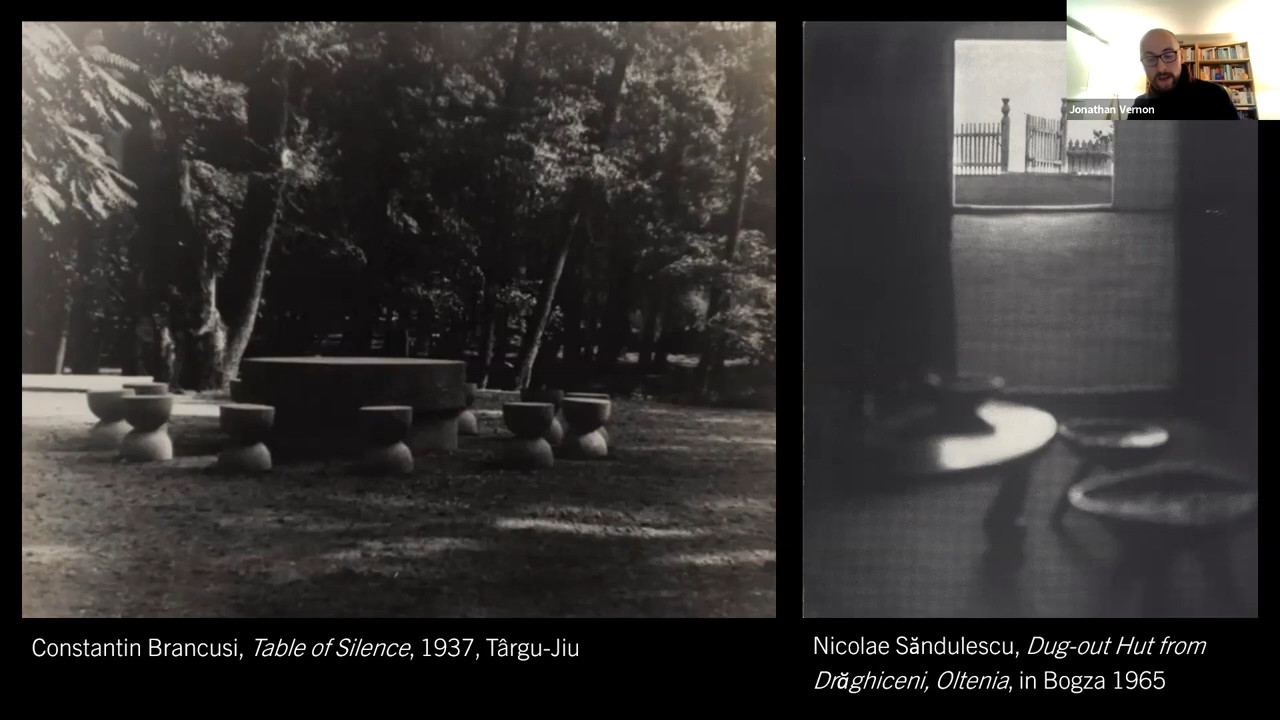 Jonathan Vernon
Constantin Brancusi, Table of Silence, 1937, Târgu-Jiu
Nicolae Săndulescu, Dug-out Hut from
Drăghiceni, Oltenia, in Bogza 1965